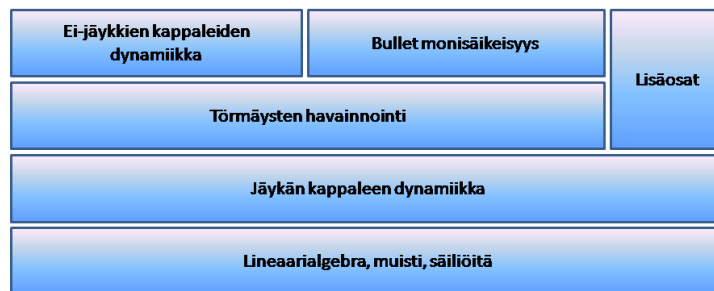 Ei-jäykkien kappaleiden
dynamiikka
Bullet monisäikeisyys
Lisäosat
Törmäysten havainnointi
Jäykän kappaleen dynamiikka
Lineaarialgebra, muisti, säiliöitä